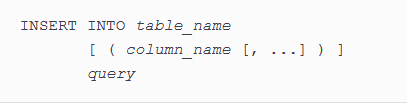 INSERT INTO table_name
[ ( column_name [, ...] ) ]
query